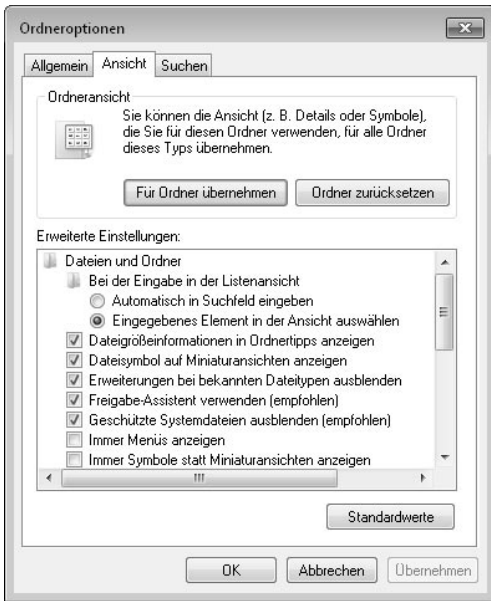 Ordneroptionen
Allgemein Ansicht Suchen
Ordneransicht
Sie können die Ansicht (z. B. Details oder Symbole),
die Sie für diesen Ordner verwenden, für alle Ordner
dieses Typs übernehmen.
Für Ordner übernehmen Ordner zurücksetzen
Erweiterte Einstellungen:
Dateien und Ordner
Bei der Eingabe in der Listenansicht
Automatisch in Suchfeld eingeben
Eingegebenes Element in der Ansicht auswählen
Dateigrößeinformationen in Ordnertipps anzeigen
Dateisymbol auf Miniaturansichten anzeigen
Erweiterungen bei bekannten Dateitypen ausblenden
Freigabe-Assistent verwenden (empfohlen)
Geschützte Systemdateien ausblenden (empfohlen)
Immer Menüs anzeigen
Immer Symbole statt Miniaturansichten anzeigen
Standardwerte
OK Abbrechen Übernehmen